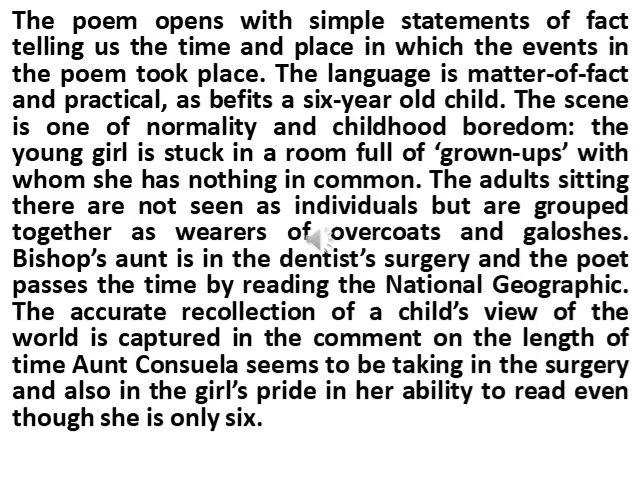 The poem opens with simple statements of fact
telling us the time and place in which the events in
the poem took place. The language is matter-of-fact
and practical, as befits a six-year old child. The scene
is one of normality and childhood boredom: the
young girl is stuck in a room full of ‘grown-ups’ with
whom she has nothing in common. The adults sitting
there are not seen as individuals but are grouped
together as wearers of overcoats and galoshes.
Bishop’s aunt is in the dentist’s surgery and the poet
passes the time by reading the National Geographic.
The accurate recollection of a child’s view of the
world is captured in the comment on the length of
time Aunt Consuela seems to be taking in the surgery
and also in the girl’s pride in her ability to read even
though she is only six.